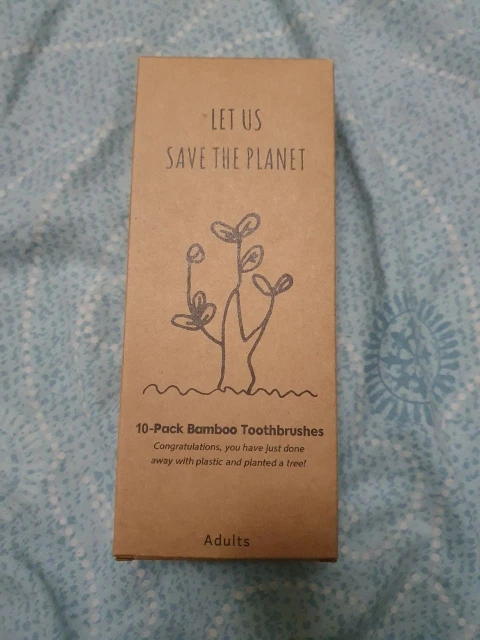 LET US
SAVE THE PLANET
10-Pack Bamboo Toothbrushes
Congratulations, you have just done
away with plastic and planted a tree!
Adults